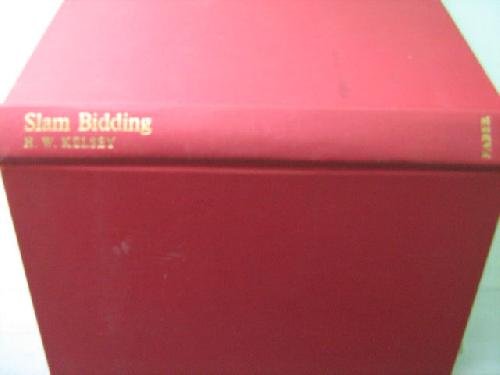 Slam Bidding
H. W. KELSEY
FABER